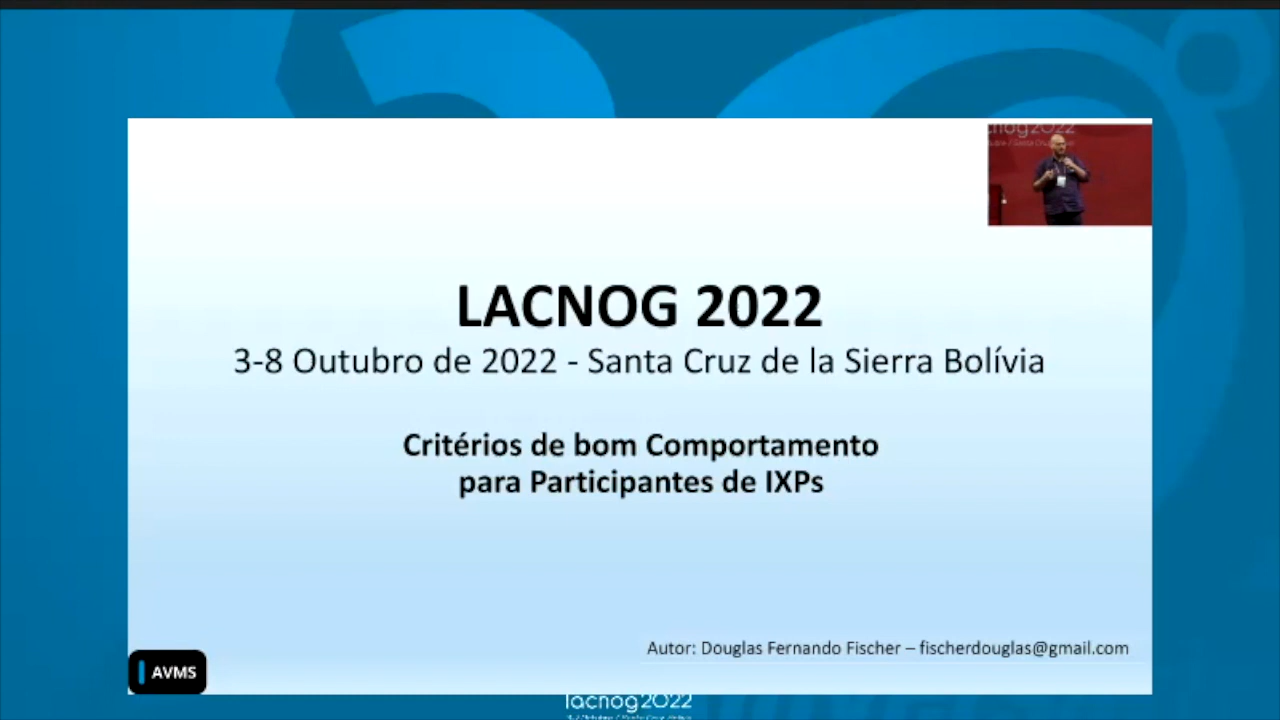 cnog2022
LACNOG 2022
3-8 Outubro de 2022 - Santa Cruz de la Sierra Bolívia
Critérios de bom Comportamento
para Participantes de IXPs
Autor: Douglas Fernando Fischer – fischerdouglas@gmail.com
AVMS
lacnog2022